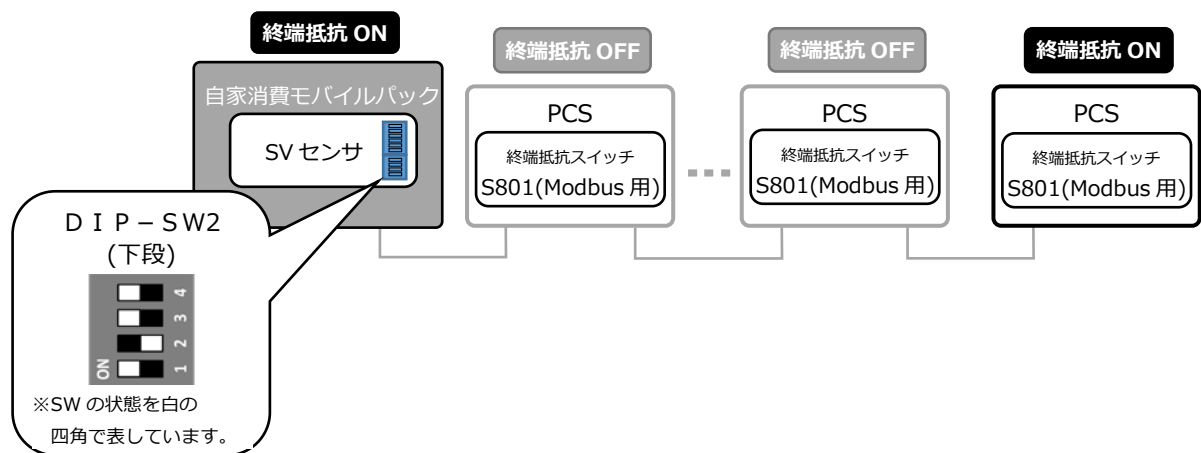 終端抵抗 ON
終端抵抗 OFF
終端抵抗 OFF
終端抵抗 ON
自家消費モバイルパック
SV センサ
PCS
終端抵抗スイッチ
S801(Modbus 用)
PCS
終端抵抗スイッチ
S801(Modbus 用)
PCS
終端抵抗スイッチ
S801(Modbus 用)
ＤＩＰ－ＳＷ2
(下段)
4
3
2
ON 1
※SW の状態を白の
四角で表しています。